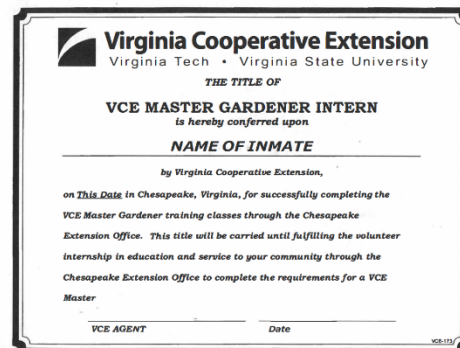 Virginia Cooperative Extension
Virginia Tech • Virginia State University
THE TITLE OF
VCE MASTER GARDENER INTERN
is hereby conferred upon
NAME OF INMATE
by Virginia Cooperative Extension,
on This Date in Chesapeake, Virginia, for successfully completing the
VCE Master Gardener training classes through the Chesapeake
Extension Office. This title will be carried until fulfilling the volunteer
internship in education and service to your community through the
Chesapeake Extension Office to complete the requirements for a VCE
Master
VCE AGENT Date
VCE-173